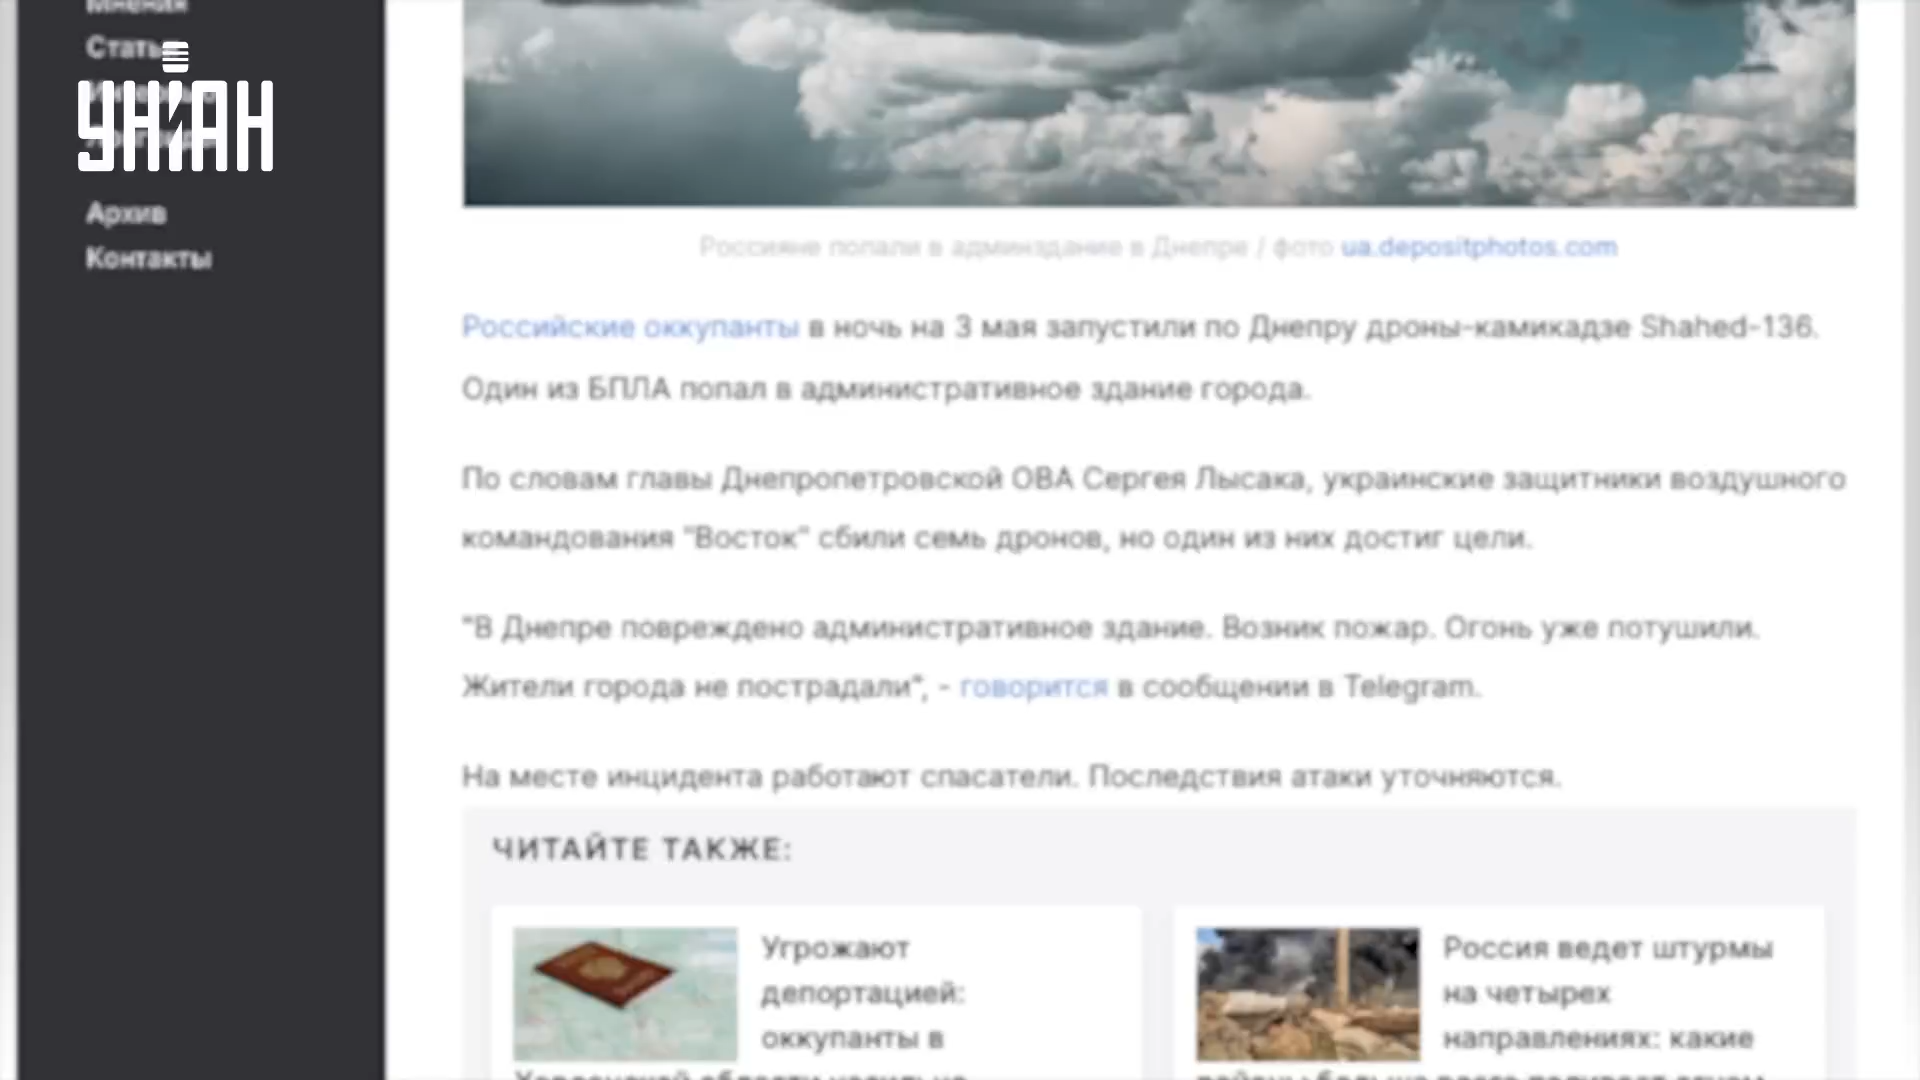 Мнения
Статьи
УНІАН
Архив
Контакты
Россияне попали в админздание в Днепре / фото ua.depositphotos.com
Российские оккупанты в ночь на 3 мая запустили по Днепру дроны-камикадзе Shahed-136.
Один из БПЛА попал в административное здание города.
По словам главы Днепропетровской ОВА Сергея Лысака, украинские защитники воздушного
командования "Восток" сбили семь дронов, но один из них достиг цели.
"В Днепре повреждено административное здание. Возник пожар. Огонь уже потушили.
Жители города не пострадали", - говорится в сообщении в Telegram.
На месте инцидента работают спасатели. Последствия атаки уточняются.
ЧИТАЙТЕ ТАКЖЕ:
Угрожают
депортацией:
оккупанты в
Россия ведет штурмы
на четырех
направлениях: какие